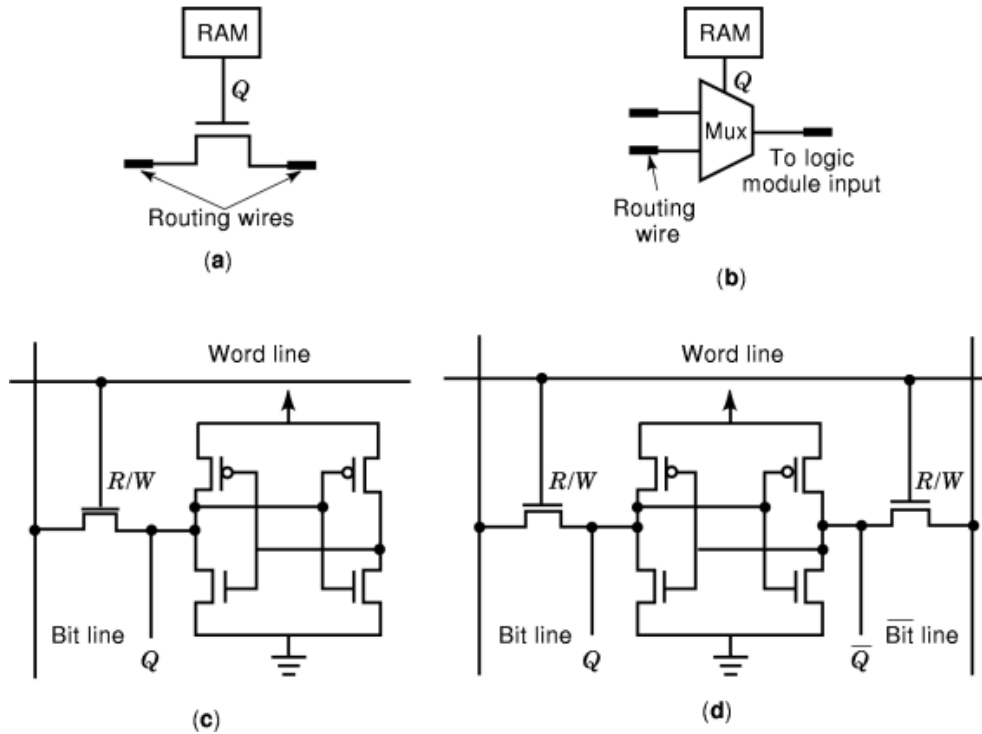 RAM
Q
Routing wires
(a)
RAM
Q
Mux
To logic
module input
Routing
wire
(b)
Word line
R/W
Bit line
Q
(c)
Word line
R/W
R/W
Bit line
Q
Q̅
B̅i̅t̅ line
(d)